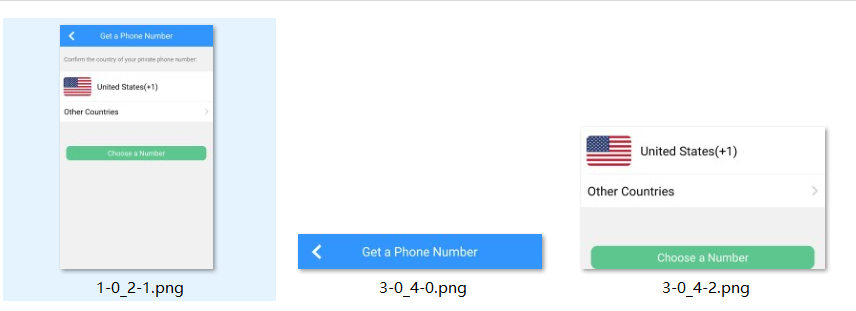 Get a Phone Number
Confirm the country of your private phone number:
United States(+1)
Other Countries
Choose a Number
1-0_2-1.png
Get a Phone Number
3-0_4-0.png
United States(+1)
Other Countries
Choose a Number
3-0_4-2.png